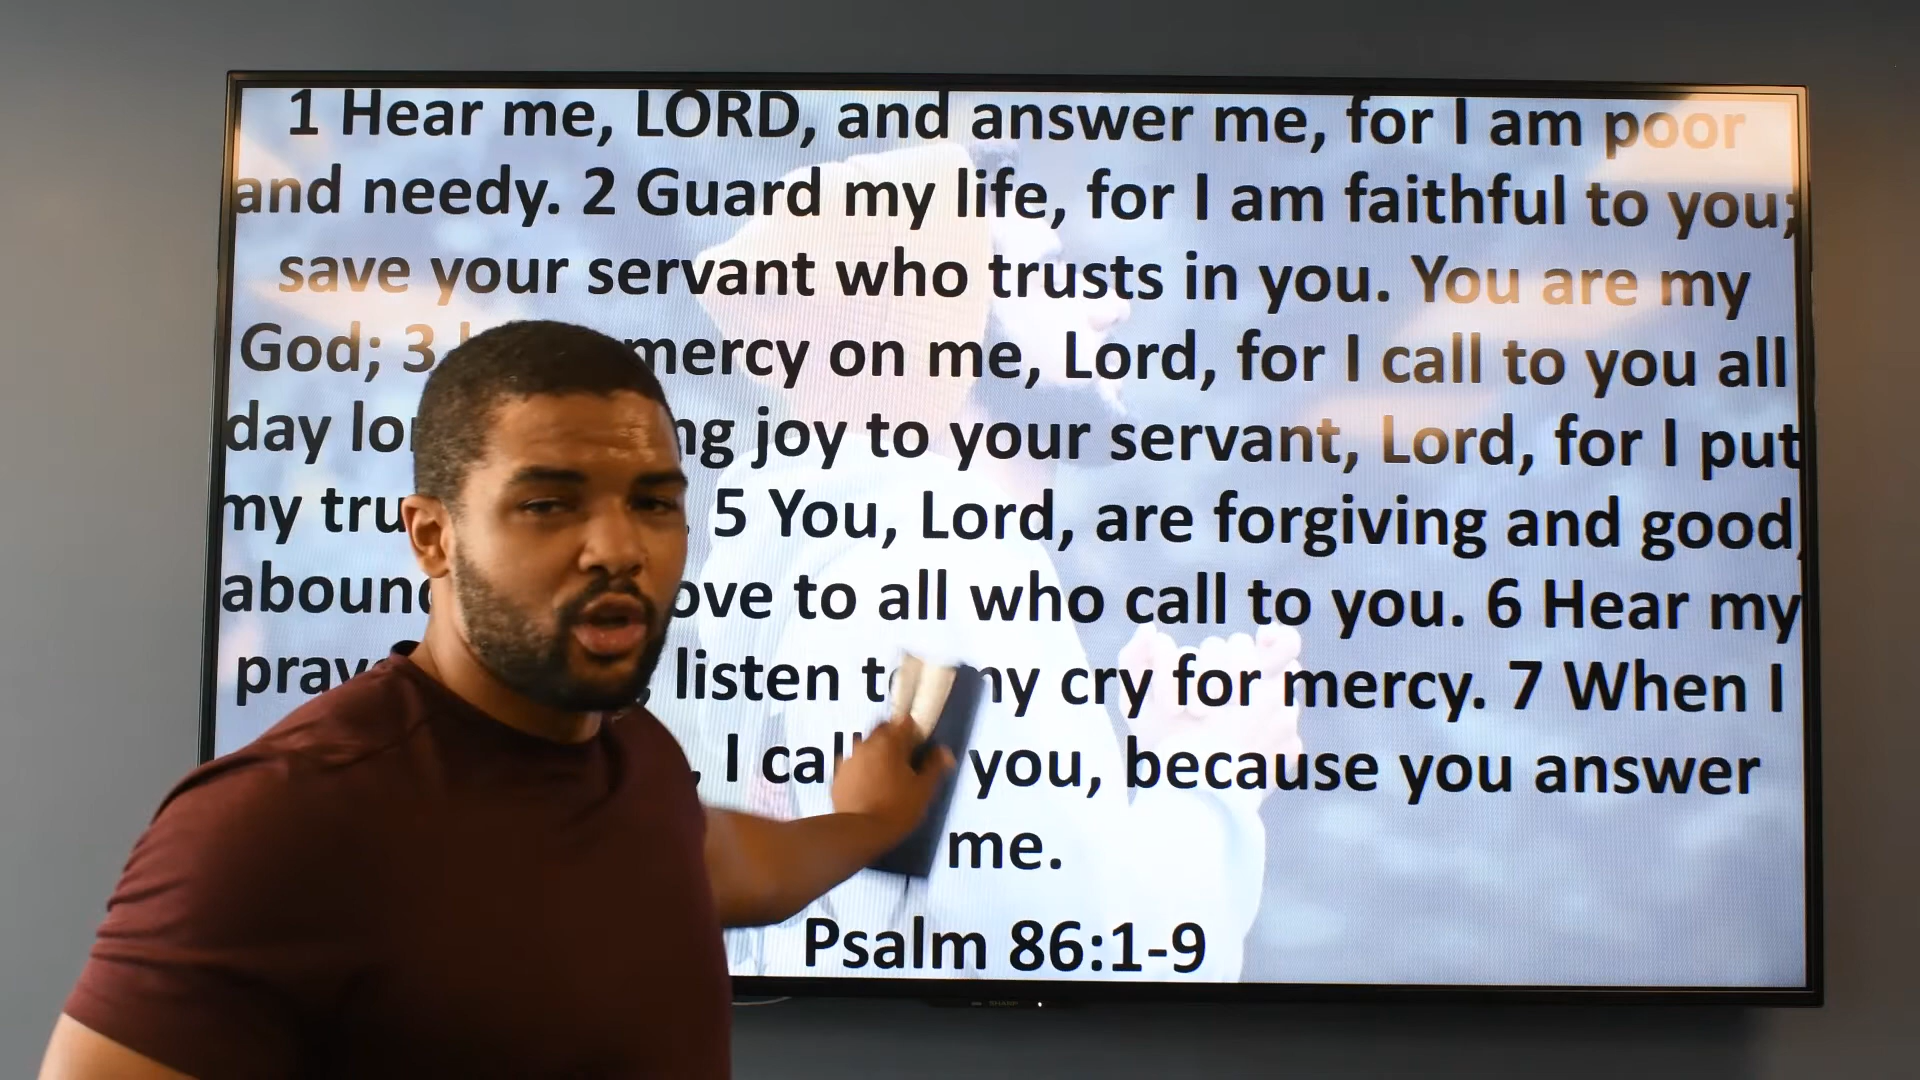 1 Hear me, LORD, and answer me, for I am poor
and needy. 2 Guard my life, for I am faithful to you;
save your servant who trusts in you. You are my
God; 3 mercy on me, Lord, for I call to you all
day joy to your servant, Lord, for I put
my 5 You, Lord, are forgiving and good,
to all who call to you. 6 Hear my
listen my cry for mercy. 7 When I
, I you, because you answer
me.
Psalm 86:1-9
SHARP